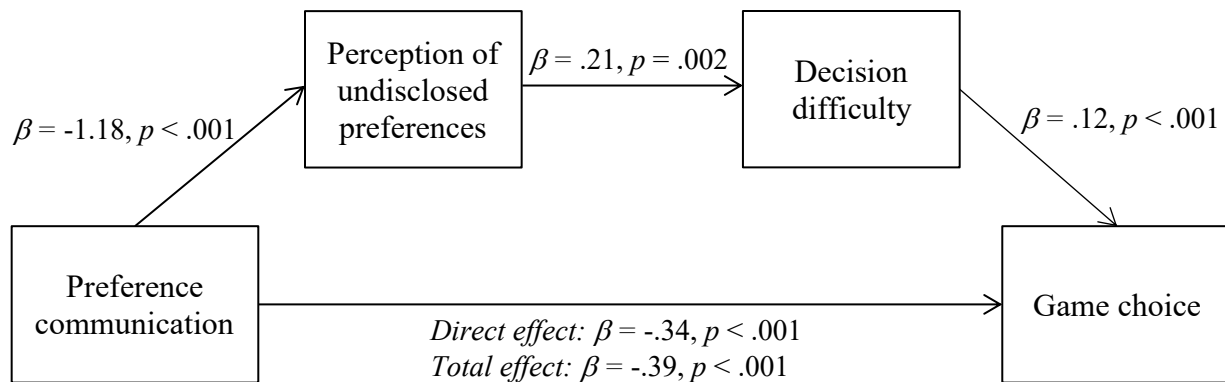 Perception of
undisclosed
preferences
β = .21, p = .002
Decision
difficulty
β = -1.18, p < .001
β = .12, p < .001
Preference
communication
Direct effect: β = -.34, p < .001
Total effect: β = -.39, p < .001
Game choice